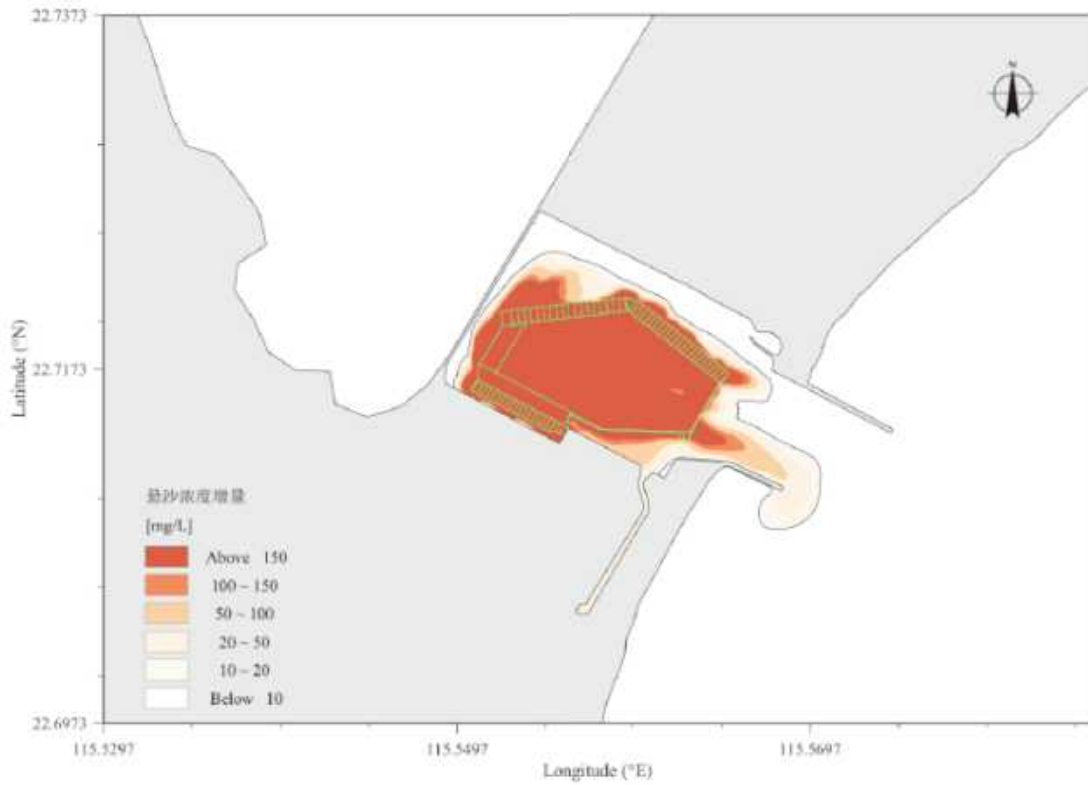 22.7373
N
22.7173
Latitude (°N)
悬沙浓度增量
[mg/L]
Above 150
100 ~ 150
50 ~ 100
20 ~ 50
10 ~ 20
Below 10
22.6973
115.5297
115.5497
115.5697
Longitude (°E)